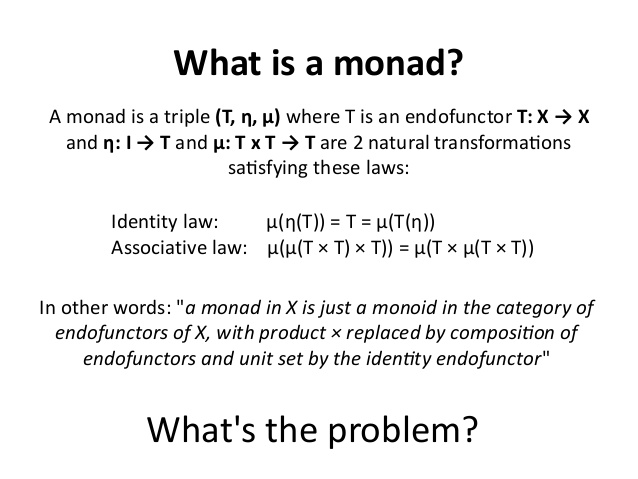 What is a monad?
A monad is a triple (T, η, μ) where T is an endofunctor T: X → X
and η: I → T and μ: T x T → T are 2 natural transformations
satisfying these laws:
Identity law: μ(η(T)) = T = μ(T(η))
Associative law: μ(μ(T × T) × T)) = μ(T × μ(T × T))
In other words: "a monad in X is just a monoid in the category of
endofunctors of X, with product × replaced by composition of
endofunctors and unit set by the identity endofunctor"
What's the problem?